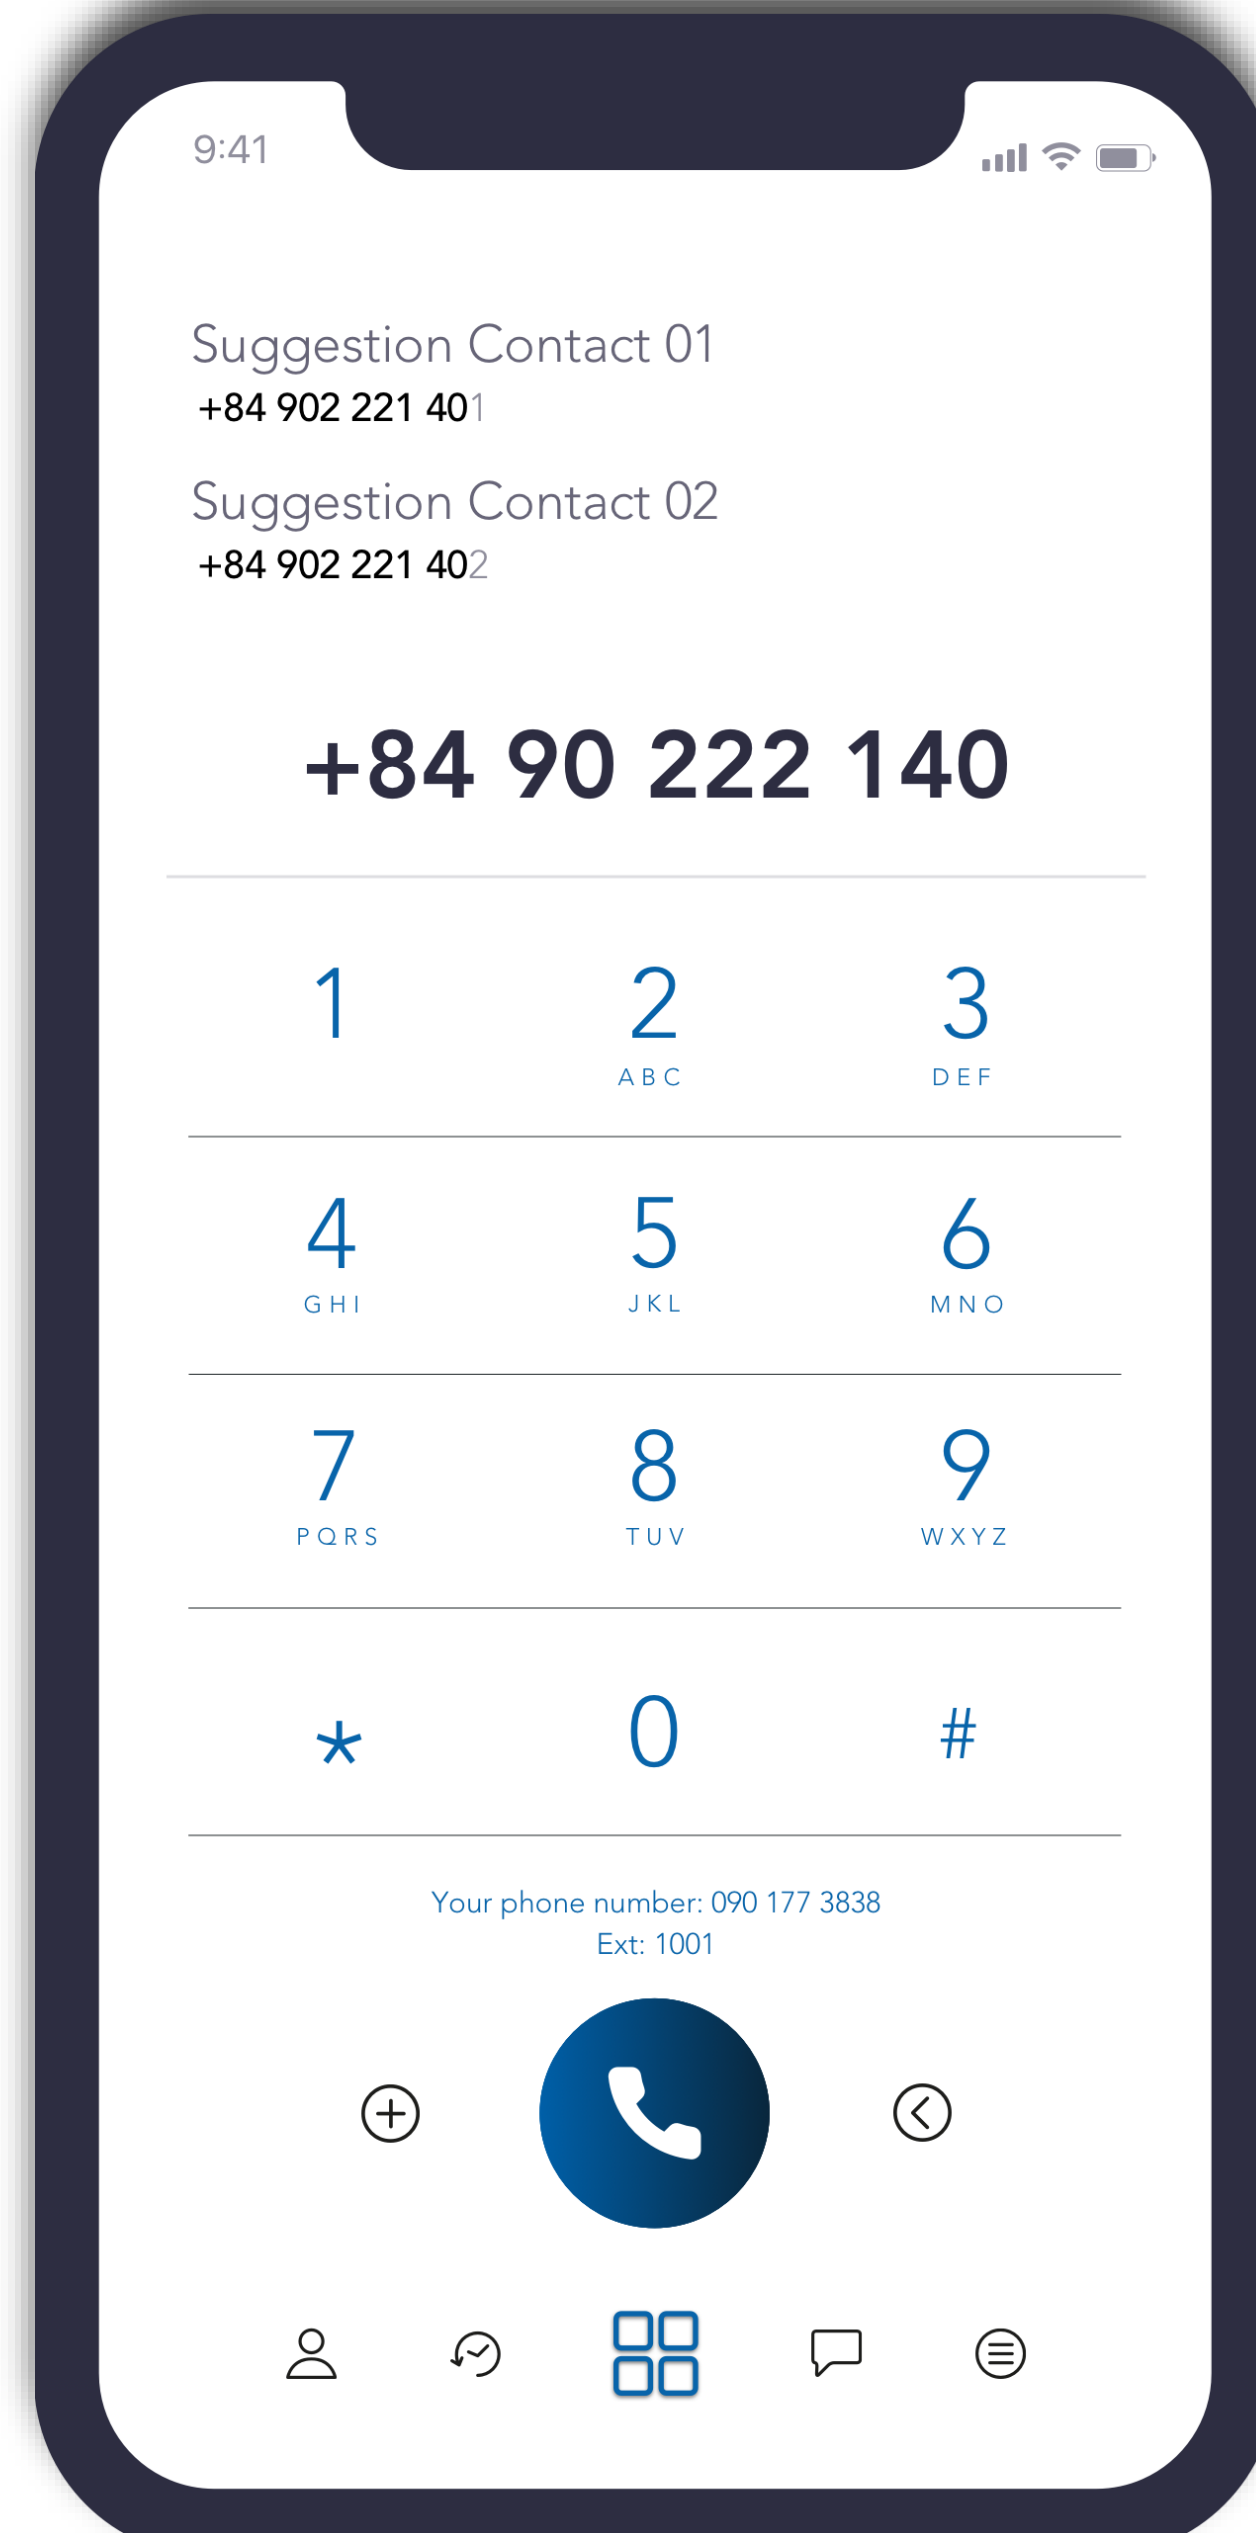 9:41
Suggestion Contact 01
+84 902 221 401
Suggestion Contact 02
+84 902 221 402
+84 90 222 140
1 2 3
ABC DEF
4 5 6
GHI JKL MNO
7 8 9
PQRS TUV WXYZ
* 0 #
Your phone number: 090 177 3838
Ext: 1001